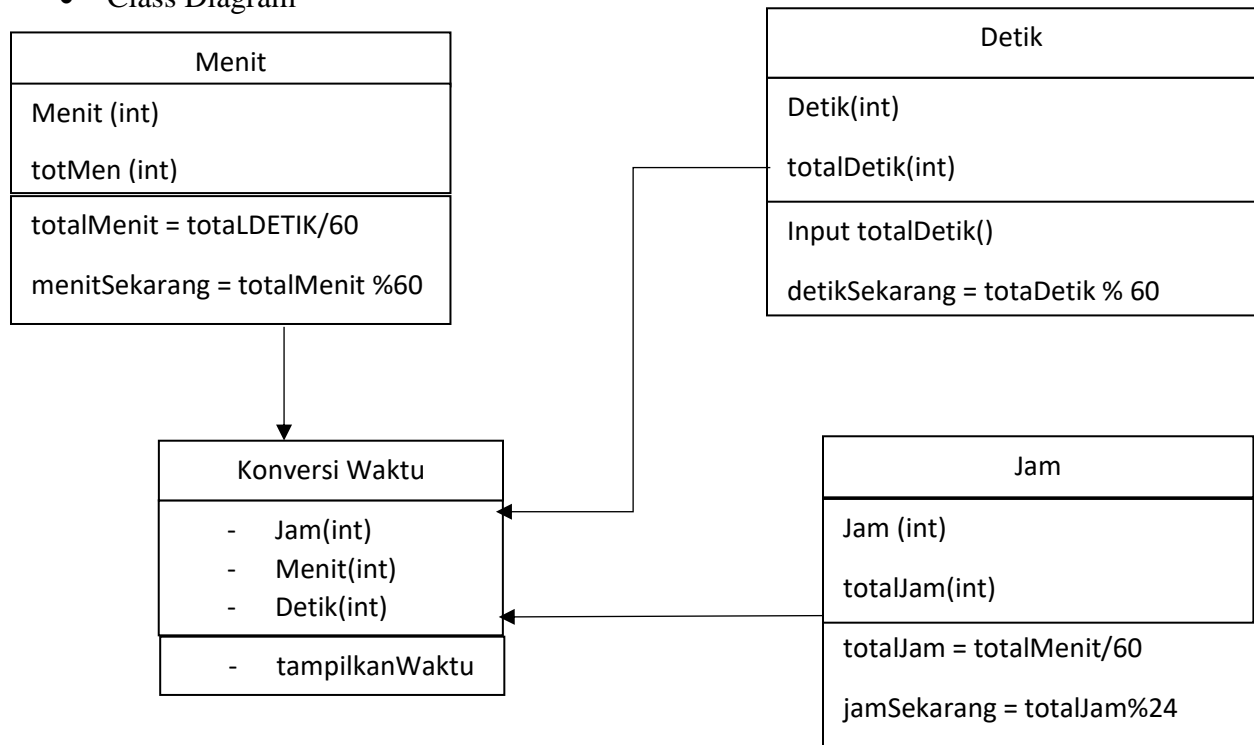 Class Diagram
Menit
Menit (int)
totMen (int)
totalMenit = totaLDETIK/60
menitSekarang = totalMenit %60
Detik
Detik(int)
totalDetik(int)
Input totalDetik()
detikSekarang = totaDetik % 60
Konversi Waktu
- Jam(int)
- Menit(int)
- Detik(int)
- tampilkanWaktu
Jam
Jam (int)
totalJam(int)
totalJam = totalMenit/60
jamSekarang = totalJam%24